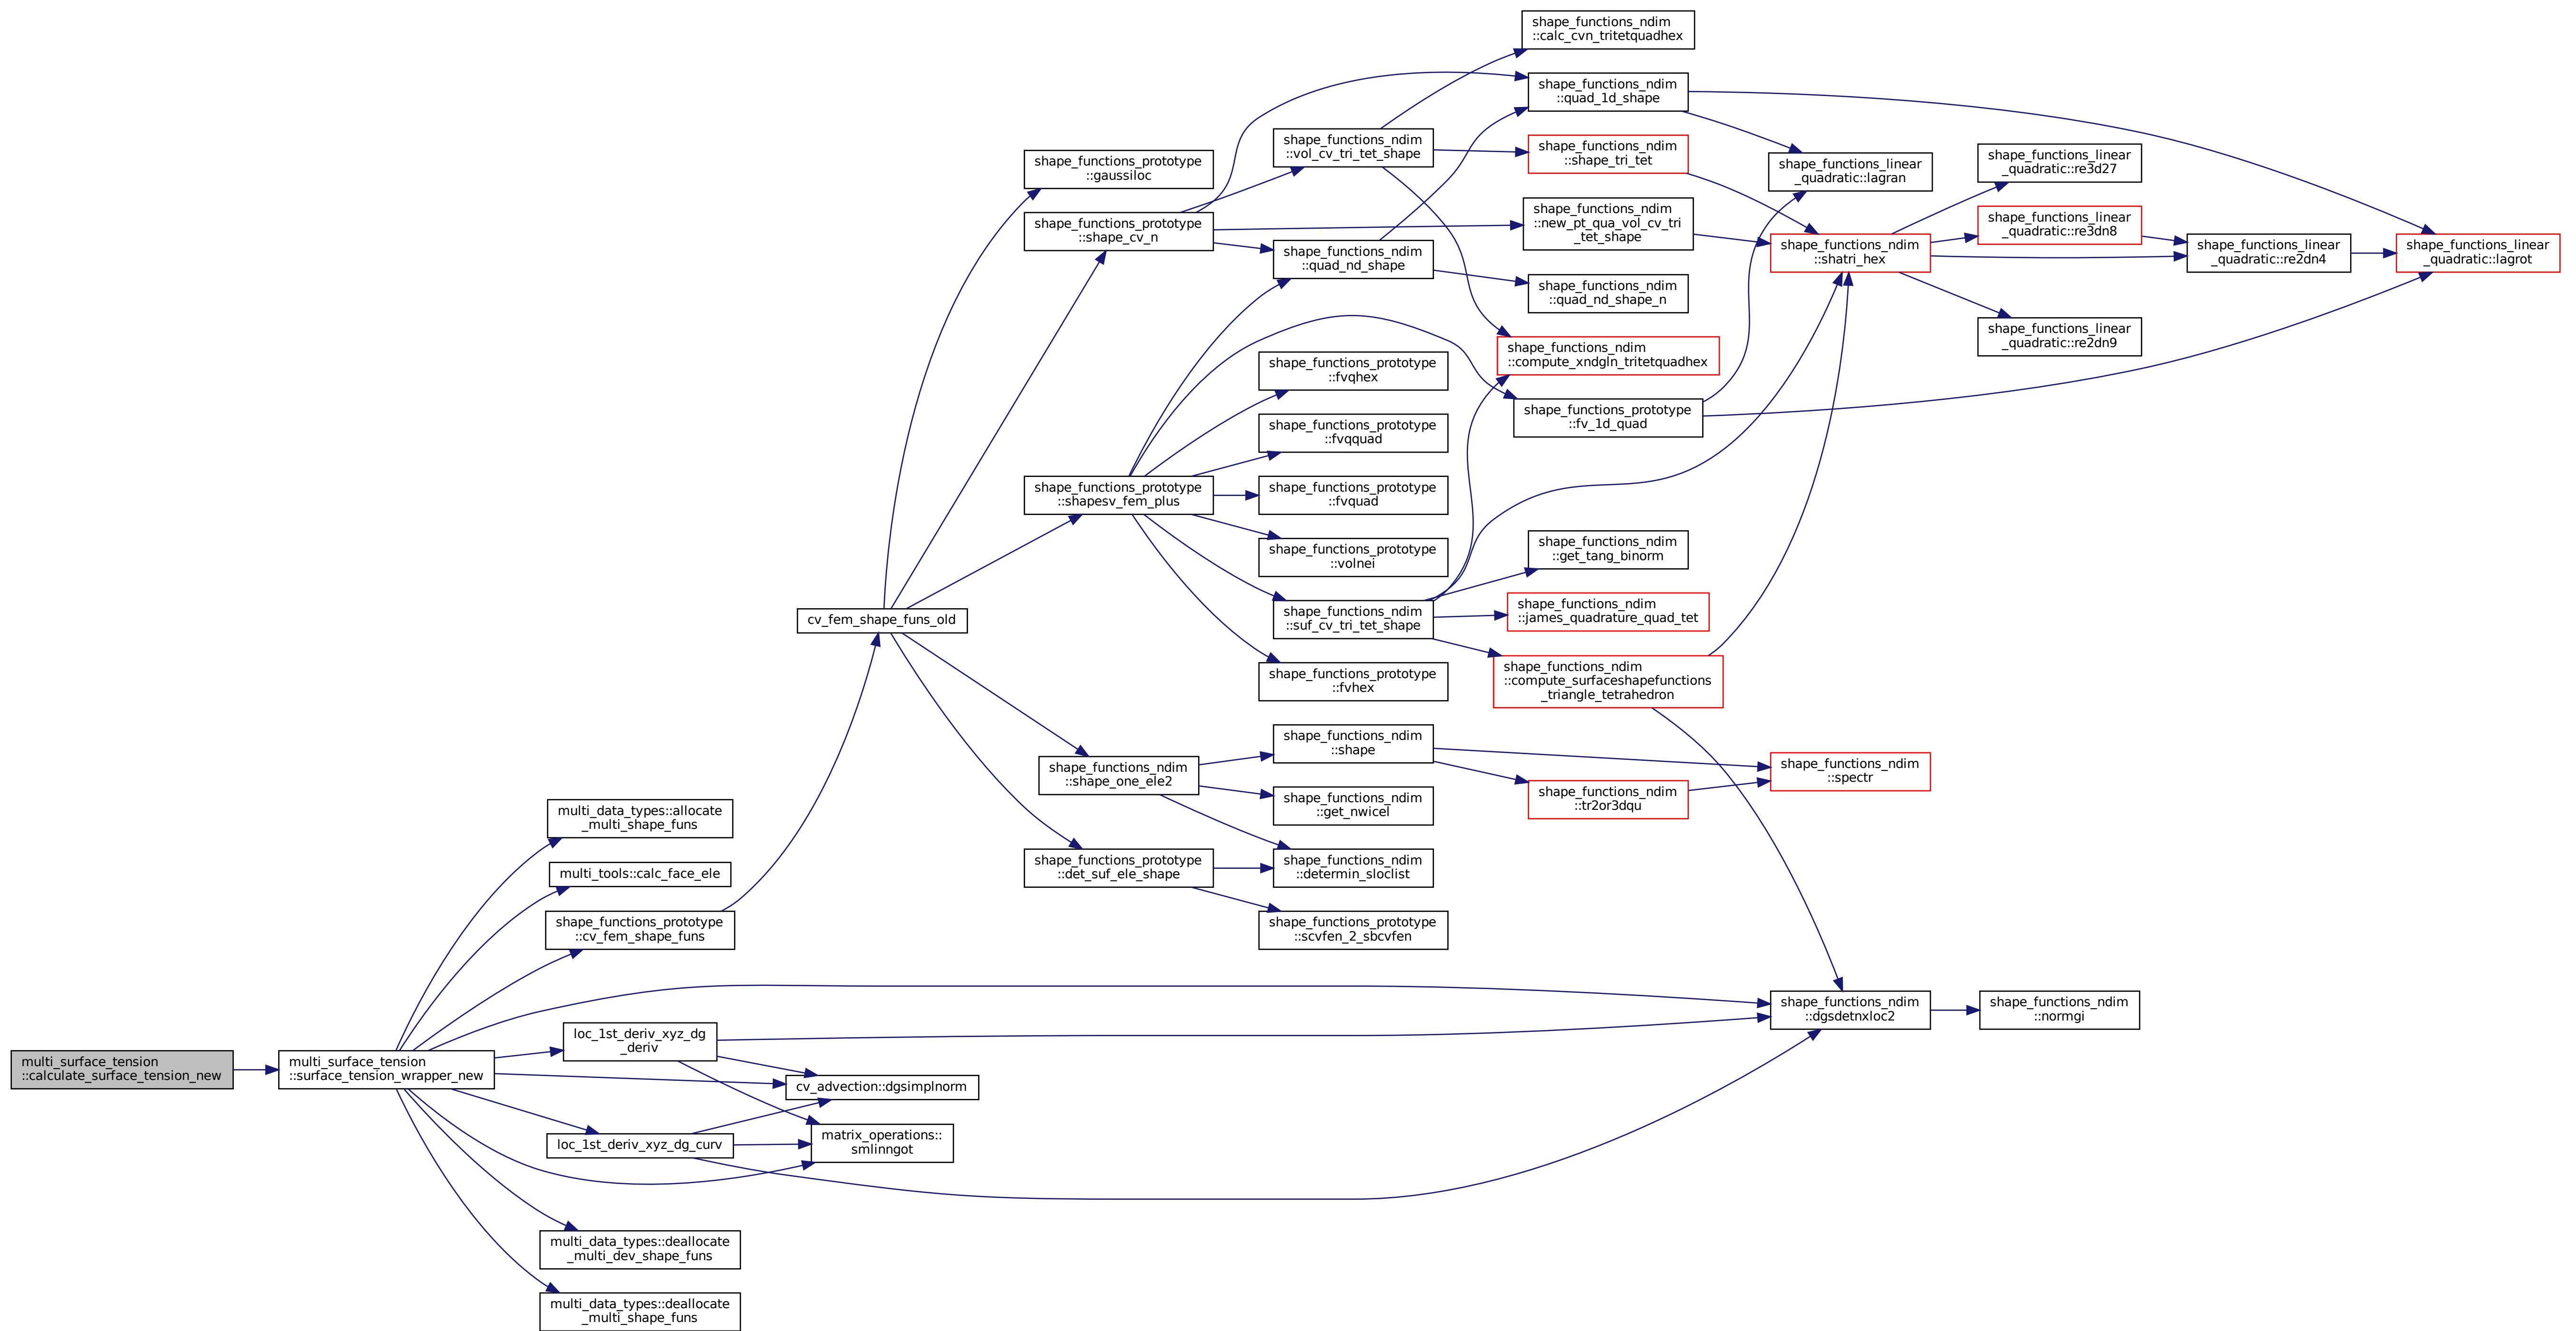 multi_surface_tension
::calculate_surface_tension_new
multi_surface_tension
::surface_tension_wrapper_new
multi_data_types::allocate
_multi_shape_funs
multi_tools::calc_face_ele
shape_functions_prototype
::cv_fem_shape_funs
loc_1st_deriv_xyz_dg
_deriv
loc_1st_deriv_xyz_dg_curv
multi_data_types::deallocate
_multi_dev_shape_funs
multi_data_types::deallocate
_multi_shape_funs
cv_fem_shape_funs_old
cv_advection::dgsimplnorm
matrix_operations::
smlinngot
shape_functions_prototype
::gaussiloc
shape_functions_prototype
::shape_cv_n
shape_functions_prototype
::shapesv_fem_plus
shape_functions_ndim
::shape_one_ele2
shape_functions_prototype
::det_suf_ele_shape
shape_functions_ndim
::vol_cv_tri_tet_shape
shape_functions_ndim
::quad_nd_shape
shape_functions_prototype
::fvqhex
shape_functions_prototype
::fvqquad
shape_functions_prototype
::fvquad
shape_functions_prototype
::volnei
shape_functions_ndim
::suf_cv_tri_tet_shape
shape_functions_prototype
::fvhex
shape_functions_ndim
::shape
shape_functions_ndim
::get_nwicel
shape_functions_ndim
::determin_sloclist
shape_functions_prototype
::scvfen_2_sbcvfen
shape_functions_ndim
::calc_cvn_tritetquadhex
shape_functions_ndim
::quad_1d_shape
shape_functions_ndim
::shape_tri_tet
shape_functions_ndim
::new_pt_qua_vol_cv_tri
_tet_shape
shape_functions_ndim
::quad_nd_shape_n
shape_functions_ndim
::compute_xndgln_tritetquadhex
shape_functions_prototype
::fv_1d_quad
shape_functions_ndim
::get_tang_binorm
shape_functions_ndim
::james_quadrature_quad_tet
shape_functions_ndim
::compute_surfaceshapefunctions
_triangle_tetrahedron
shape_functions_ndim
::tr2or3dqu
shape_functions_linear
_quadratic::lagran
shape_functions_ndim
::shatri_hex
shape_functions_ndim
::spectr
shape_functions_ndim
::dgsdetnxloc2
shape_functions_linear
_quadratic::re3d27
shape_functions_linear
_quadratic::re3dn8
shape_functions_linear
_quadratic::re2dn9
shape_functions_ndim
::normgi
shape_functions_linear
_quadratic::re2dn4
shape_functions_linear
_quadratic::lagrot